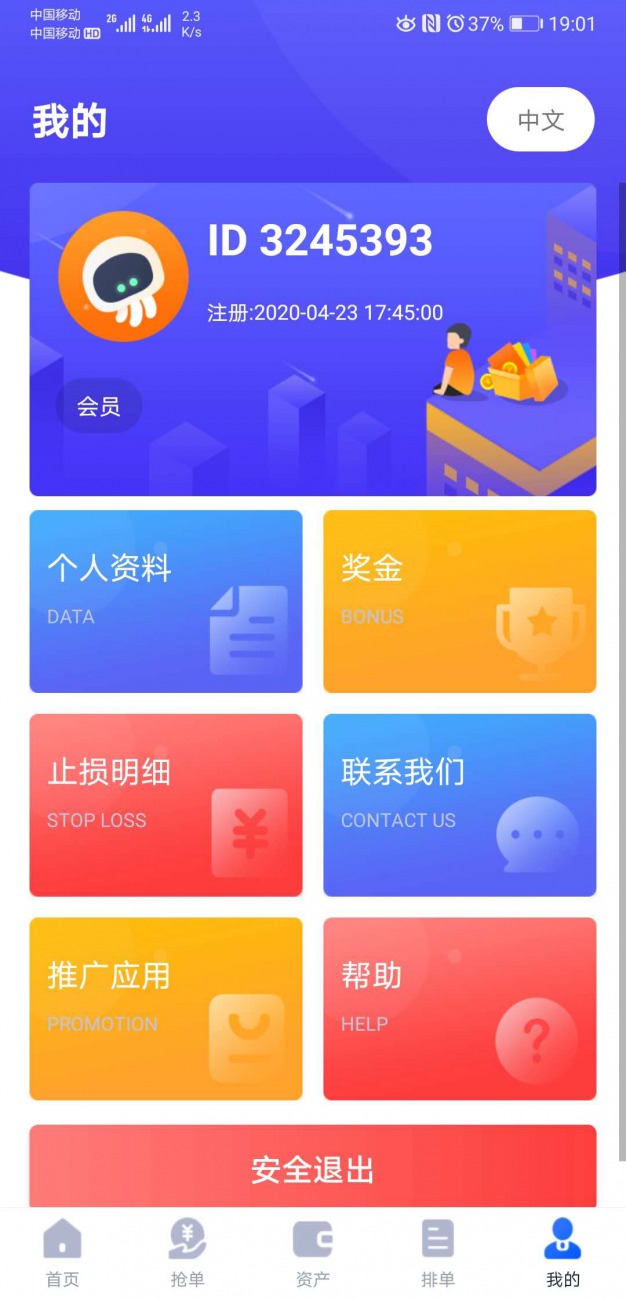 中国移动 2G 4G 2.3
中国移动 HD K/s
37% 19:01
我的
中文
ID 3245393
注册:2020-04-23 17:45:00
会员
个人资料
DATA
奖金
BONUS
止损明细
STOP LOSS
¥
联系我们
CONTACT US
推广应用
PROMOTION
帮助
HELP
?
安全退出
¥
首页
抢单
资产
排单
我的